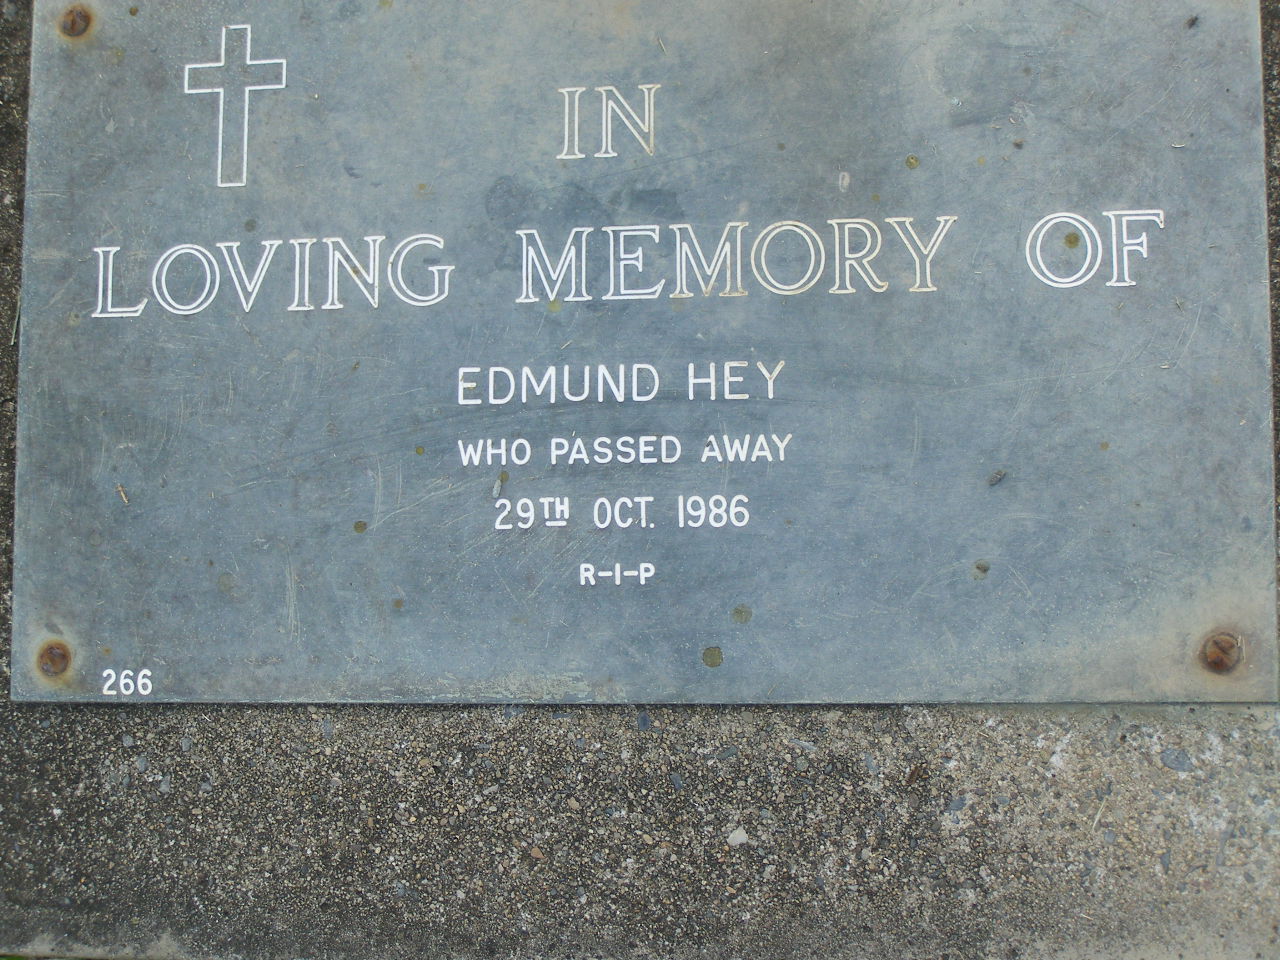 IN
LOVING MEMORY OF
EDMUND HEY
WHO PASSED AWAY
29TH OCT. 1986
R-I-P
266